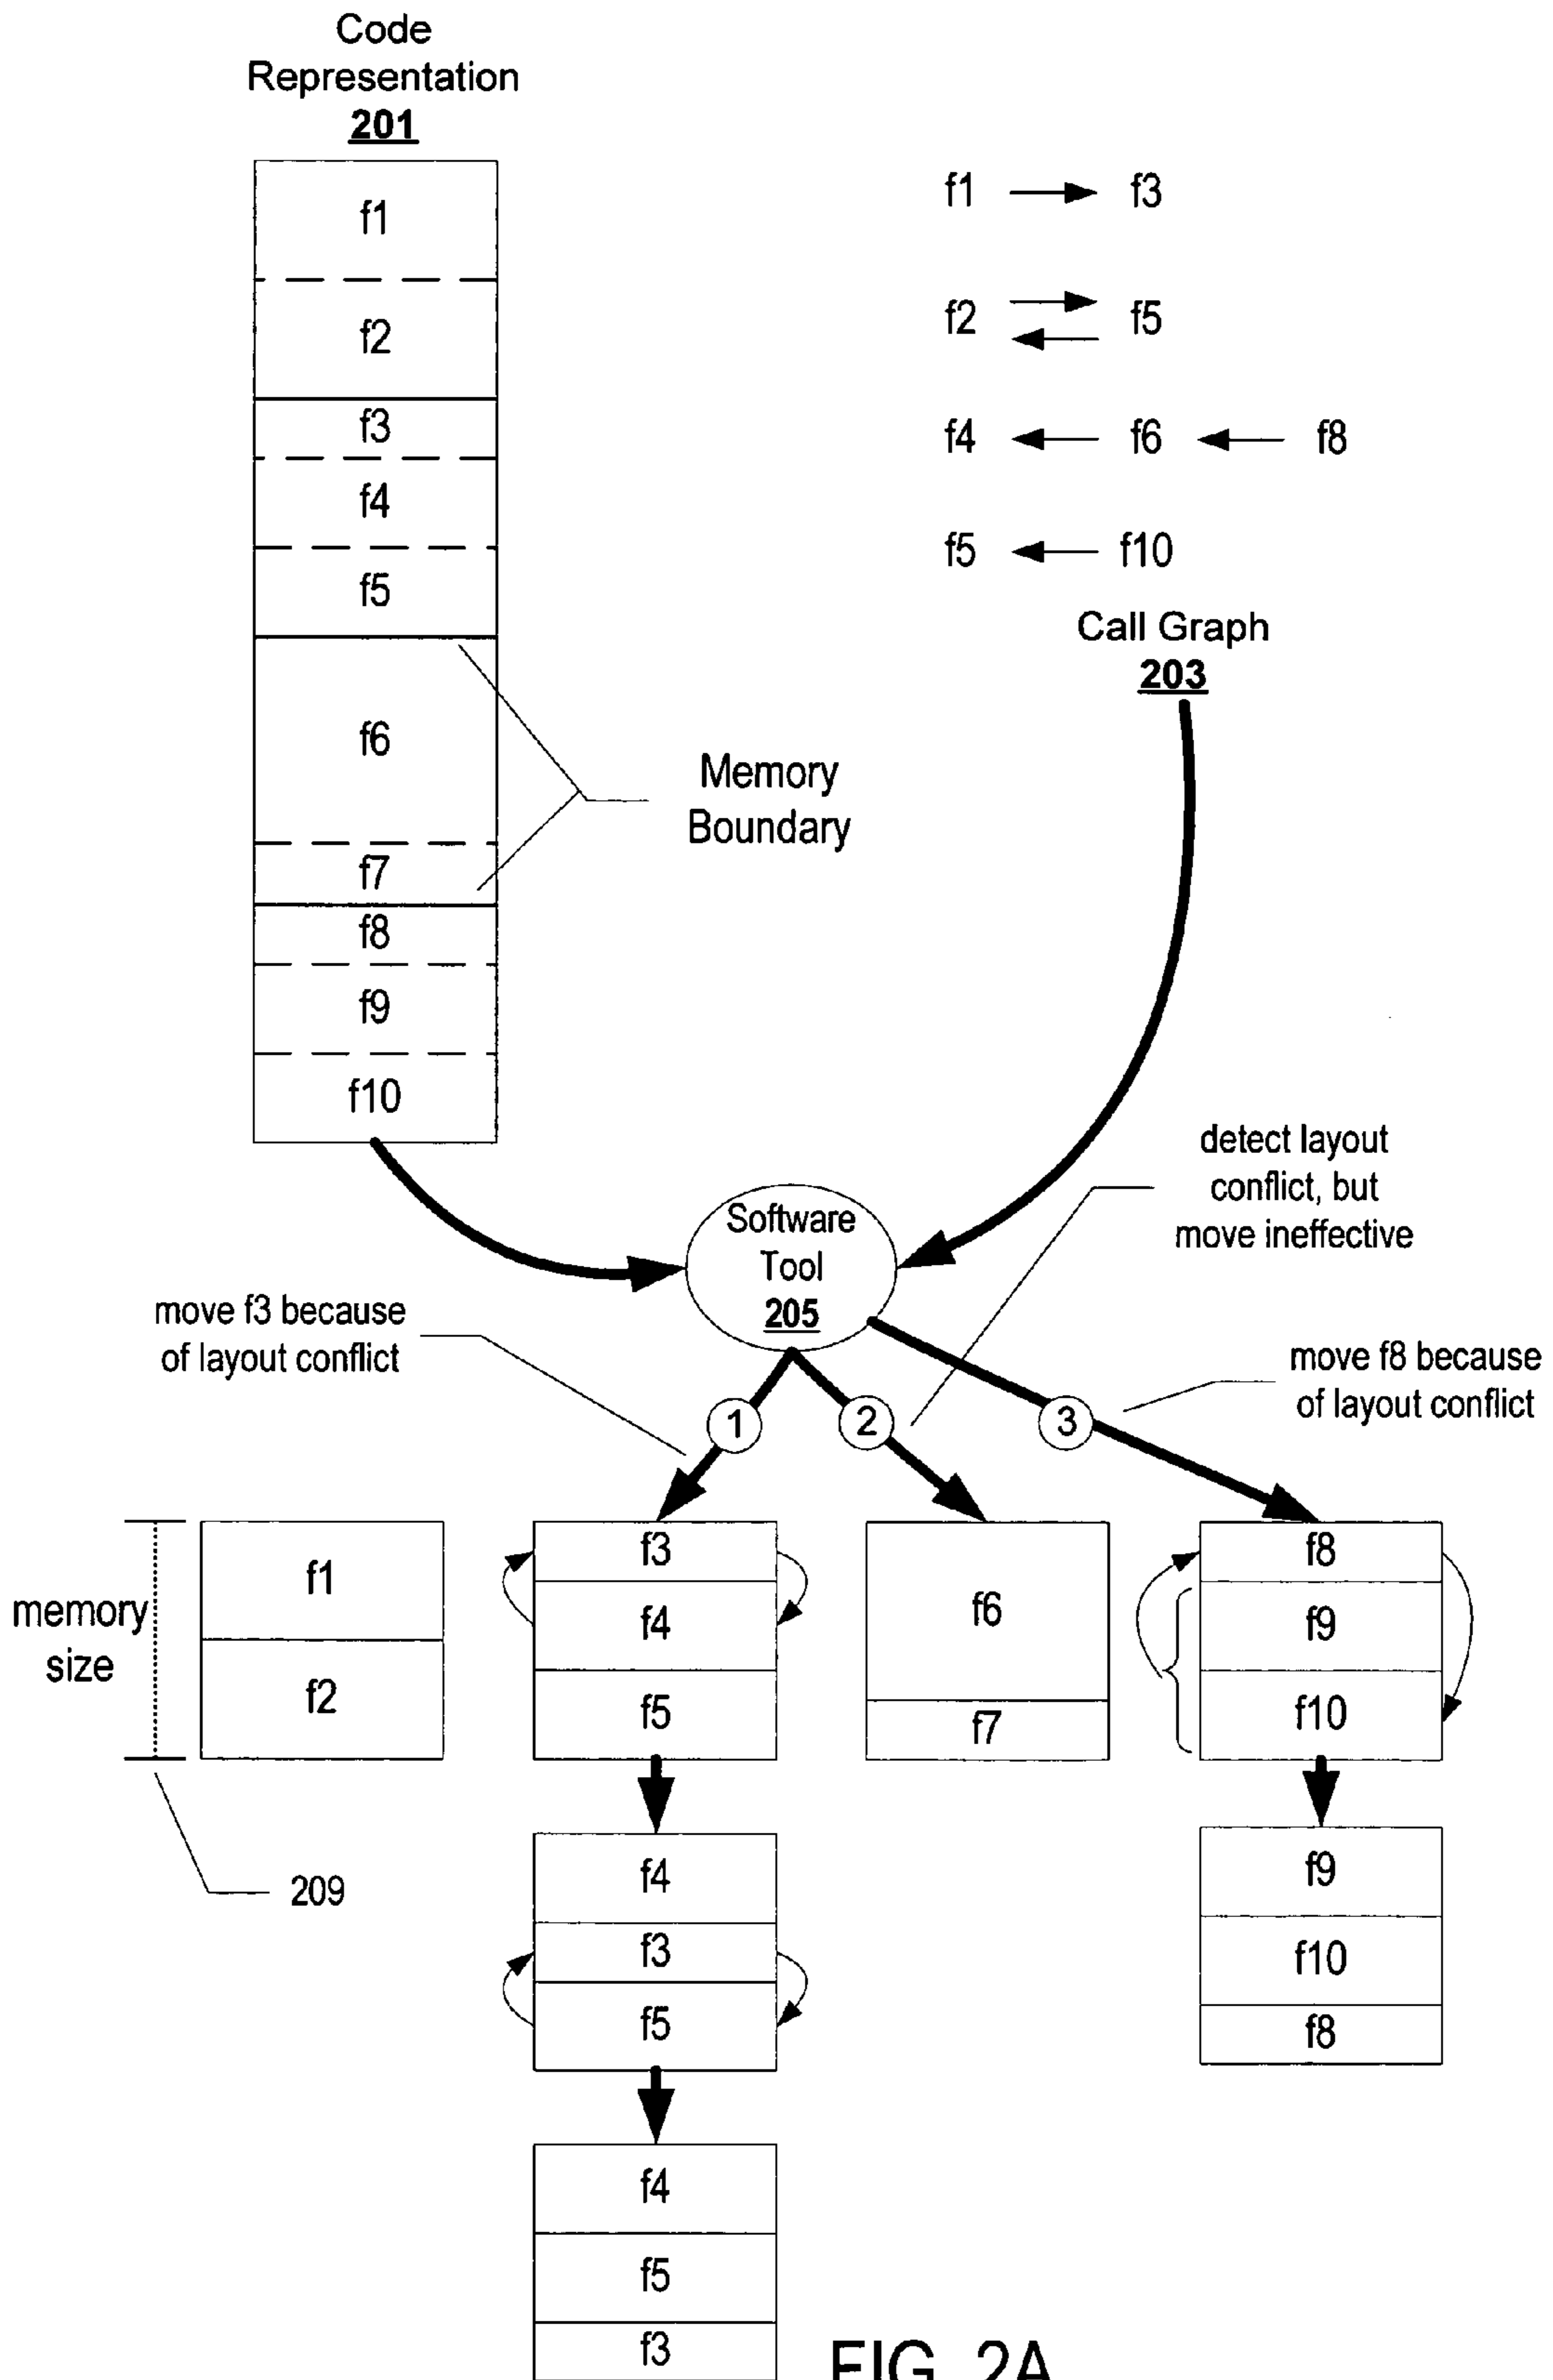 Code
Representation
201
f1
f2
f3
f4
f5
f6
f7
f8
f9
f10
f1 f3
f2 f5
f4 f6 f8
f5 f10
Call Graph
203
Memory
Boundary
detect layout
conflict, but
move ineffective
Software
Tool
205
move f3 because
of layout conflict
move f8 because
of layout conflict
1
2
3
memory
size
209
f1
f2
f3
f4
f5
f4
f3
f5
f4
f5
f3
f6
f7
f8
f9
f10
f9
f10
f8
FIG. 2A